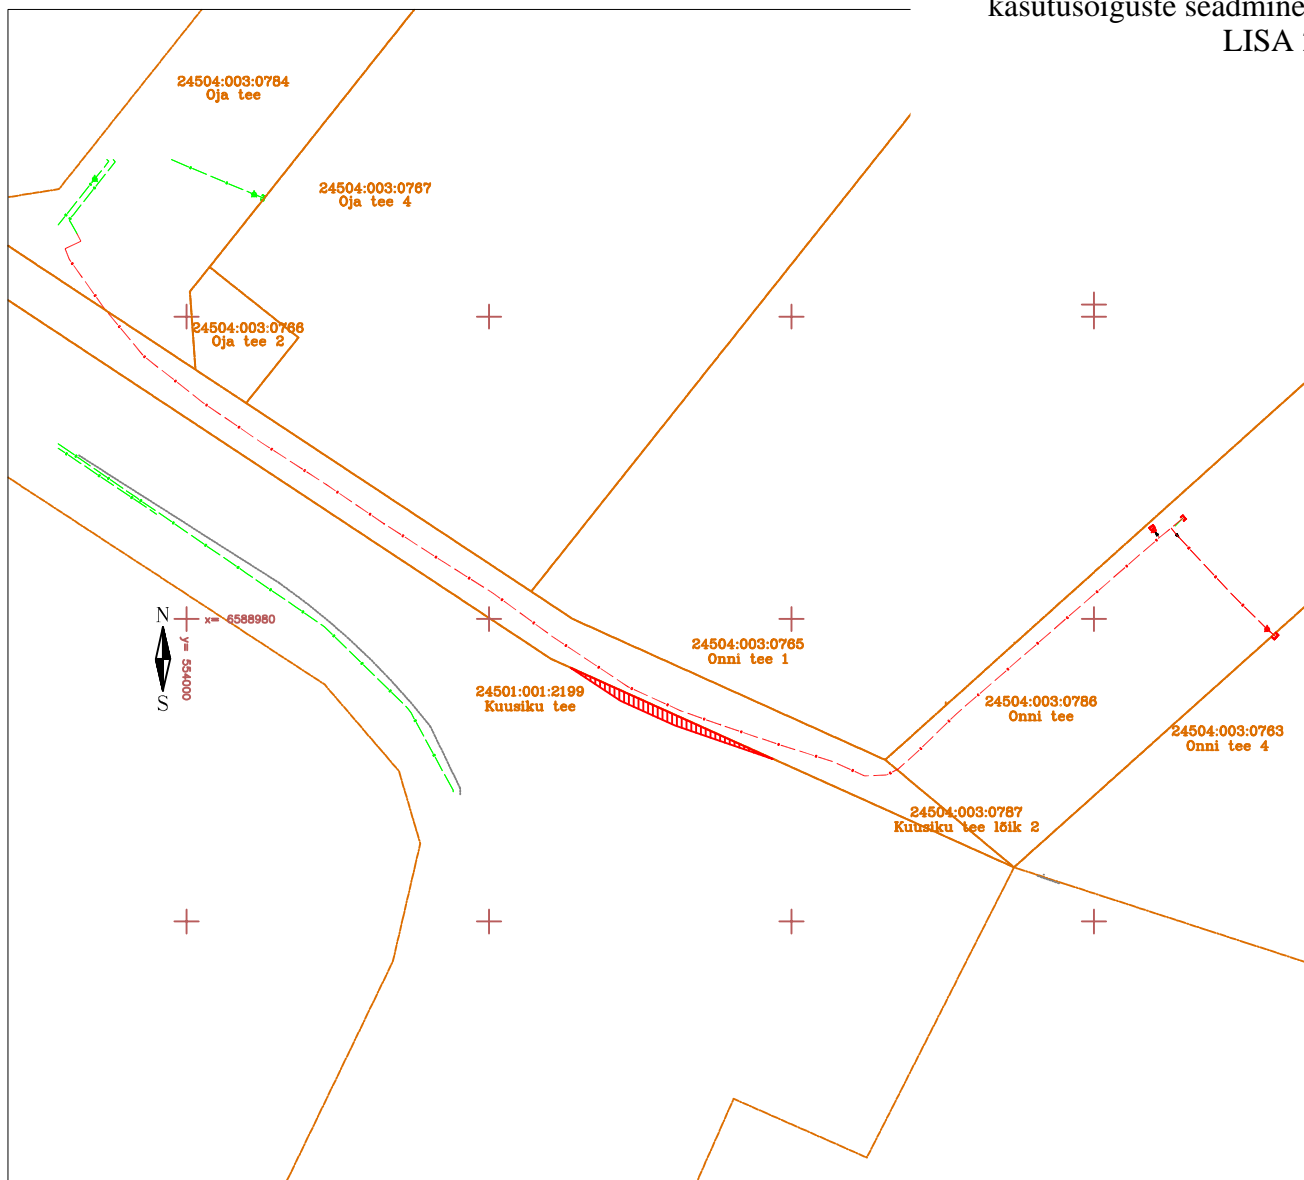 kasutusõiguste seadmine
LISA
24504:003:0784
Oja tee
24504:003:0767
Oja tee 4
24504:003:0766
Oja tee 2
N
x= 6588980
y= 554000
S
24504:003:0765
Onni tee 1
24501:001:2199
Kuusiku tee
24504:003:0786
Onni tee
24504:003:0763
Onni tee 4
24504:003:0787
Kuusiku tee lõik 2